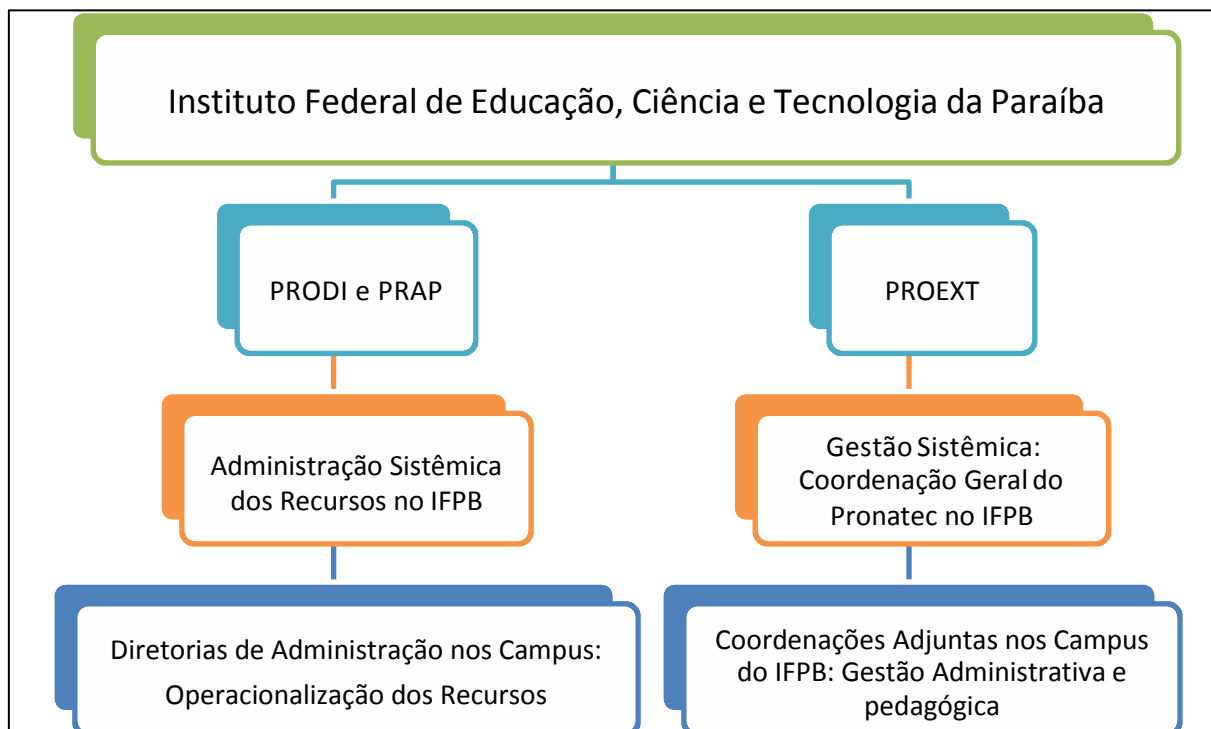 Instituto Federal de Educação, Ciência e Tecnologia da Paraíba
PRODI e PRAP
PROEXT
Administração Sistêmica
dos Recursos no IFPB
Gestão Sistêmica:
Coordenação Geral do
Pronatec no IFPB
Diretorias de Administração nos Campus:
Operacionalização dos Recursos
Coordenações Adjuntas nos Campus
do IFPB: Gestão Administrativa e
pedagógica